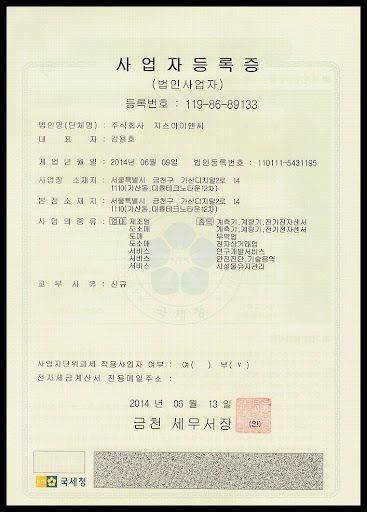 사업자등록증
(법인사업자)
등록번호 : 119-86-89133
법인명(단체명) : 주식회사 지스아이앤씨
대 표 자 : 김용호
개 업 년 월 일 : 2014년 06월 09일 법인등록번호 : 110111-5431195
사업장 소재지 : 서울특별시 금천구 가산디지털2로 14
1110(가산동,대륭테크노타운12차)
본 점 소 재 지 : 서울특별시 금천구 가산디지털2로 14
1110(가산동,대륭테크노타운12차)
사 업 의 종 류 : 업태 제조업 종목 계측기,계량기,전기전자센서
도소매 계측기,계량기,전기전자센서
도매 무역업
도소매 전자상거래업
서비스 연구개발서비스
서비스 안전진단,기술용역
서비스 시설물유지관리
교 부 사 유 : 신규
국세청
사업자단위과세 적용사업자 여부 : 여( ) 부( v )
전자세금계산서 전용메일주소 :
2014 년 06 월 13 일
금천 세무서장 (인)
국세청